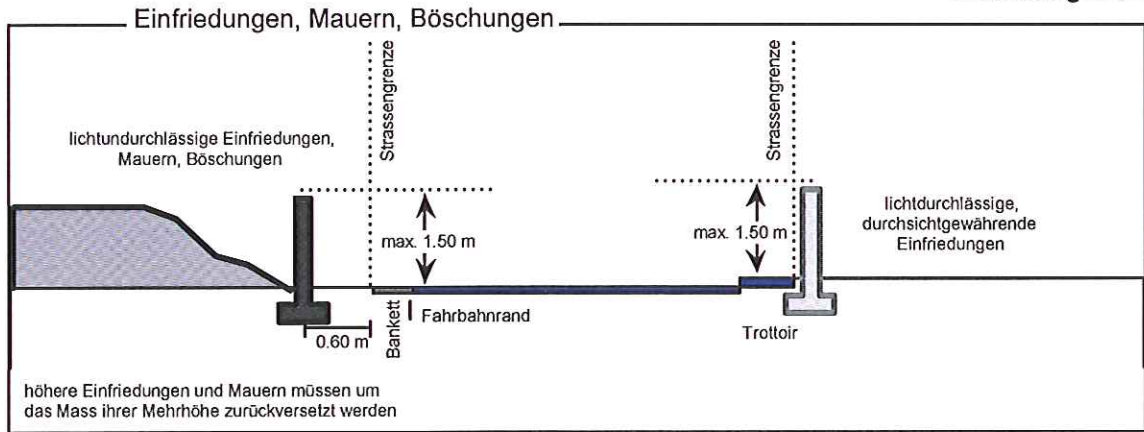 Einfriedungen, Mauern, Böschungen
Strassengrenze
Strassengrenze
lichtundurchlässige Einfriedungen,
Mauern, Böschungen
max. 1.50 m
max. 1.50 m
lichtdurchlässige,
durchsichtgewährende
Einfriedungen
0.60 m
Bankett
Fahrbahnrand
Trottoir
höhere Einfriedungen und Mauern müssen um
das Mass ihrer Mehrhöhe zurückversetzt werden